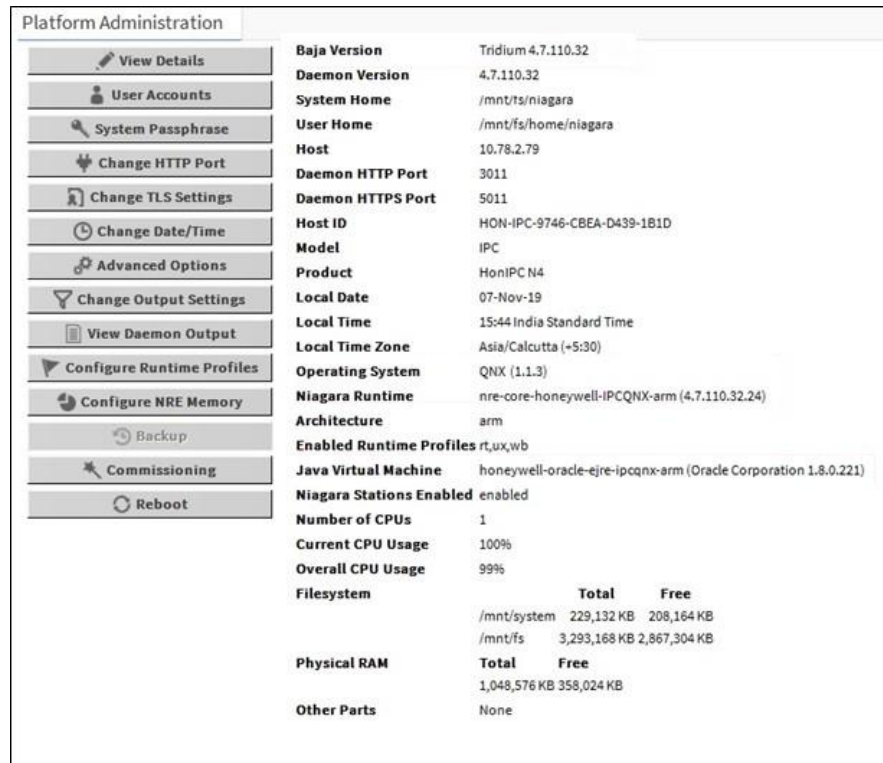 Platform Administration
View Details
User Accounts
System Passphrase
Change HTTP Port
Change TLS Settings
Change Date/Time
Advanced Options
Change Output Settings
View Daemon Output
Configure Runtime Profiles
Configure NRE Memory
Backup
Commissioning
Reboot
Baja Version Tridium 4.7.110.32
Daemon Version 4.7.110.32
System Home /mnt/fs/niagara
User Home /mnt/fs/home/niagara
Host 10.78.2.79
Daemon HTTP Port 3011
Daemon HTTPS Port 5011
Host ID HON-IPC-9746-CBEA-D439-1B1D
Model IPC
Product HonIPC N4
Local Date 07-Nov-19
Local Time 15:44 India Standard Time
Local Time Zone Asia/Calcutta (+5:30)
Operating System QNX (1.1.3)
Niagara Runtime nre-core-honeywell-IPCQNX-arm (4.7.110.32.24)
Architecture arm
Enabled Runtime Profiles rt,ux,wb
Java Virtual Machine honeywell-oracle-ejre-ipcqnx-arm (Oracle Corporation 1.8.0.221)
Niagara Stations Enabled enabled
Number of CPUs 1
Current CPU Usage 100%
Overall CPU Usage 99%
Filesystem Total Free
/mnt/system 229,132 KB 208,164 KB
/mnt/fs 3,293,168 KB 2,867,304 KB
Physical RAM Total Free
1,048,576 KB 358,024 KB
Other Parts None